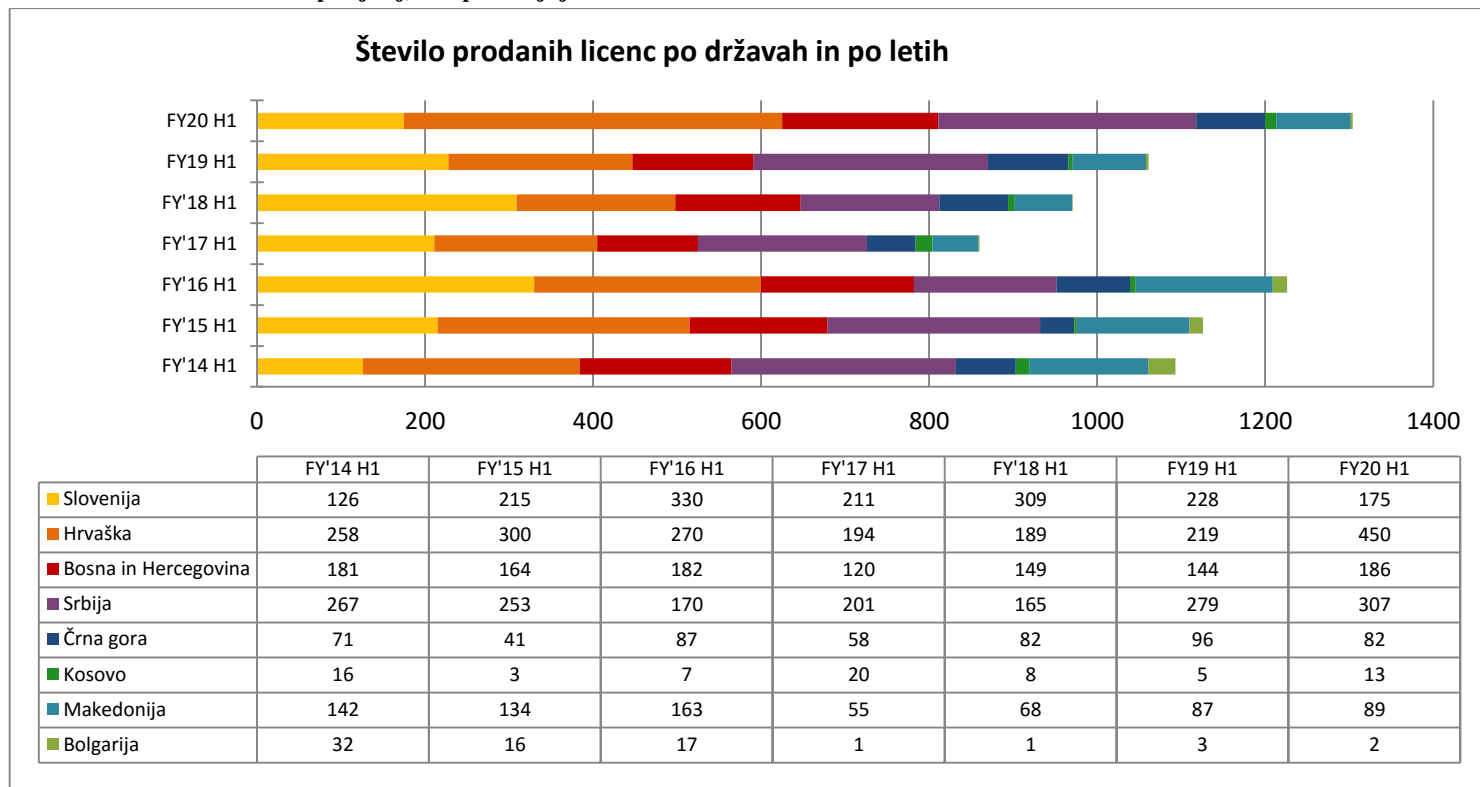 Število prodanih licenc po državah in po letih
FY20 H1
FY19 H1
FY'18 H1
FY'17 H1
FY'16 H1
FY'15 H1
FY'14 H1
0 200 400 600 800 1000 1200 1400
FY'14 H1 FY'15 H1 FY'16 H1 FY'17 H1 FY'18 H1 FY19 H1 FY20 H1
Slovenija 126 215 330 211 309 228 175
Hrvaška 258 300 270 194 189 219 450
Bosna in Hercegovina 181 164 182 120 149 144 186
Srbija 267 253 170 201 165 279 307
Črna gora 71 41 87 58 82 96 82
Kosovo 16 3 7 20 8 5 13
Makedonija 142 134 163 55 68 87 89
Bolgarija 32 16 17 1 1 3 2